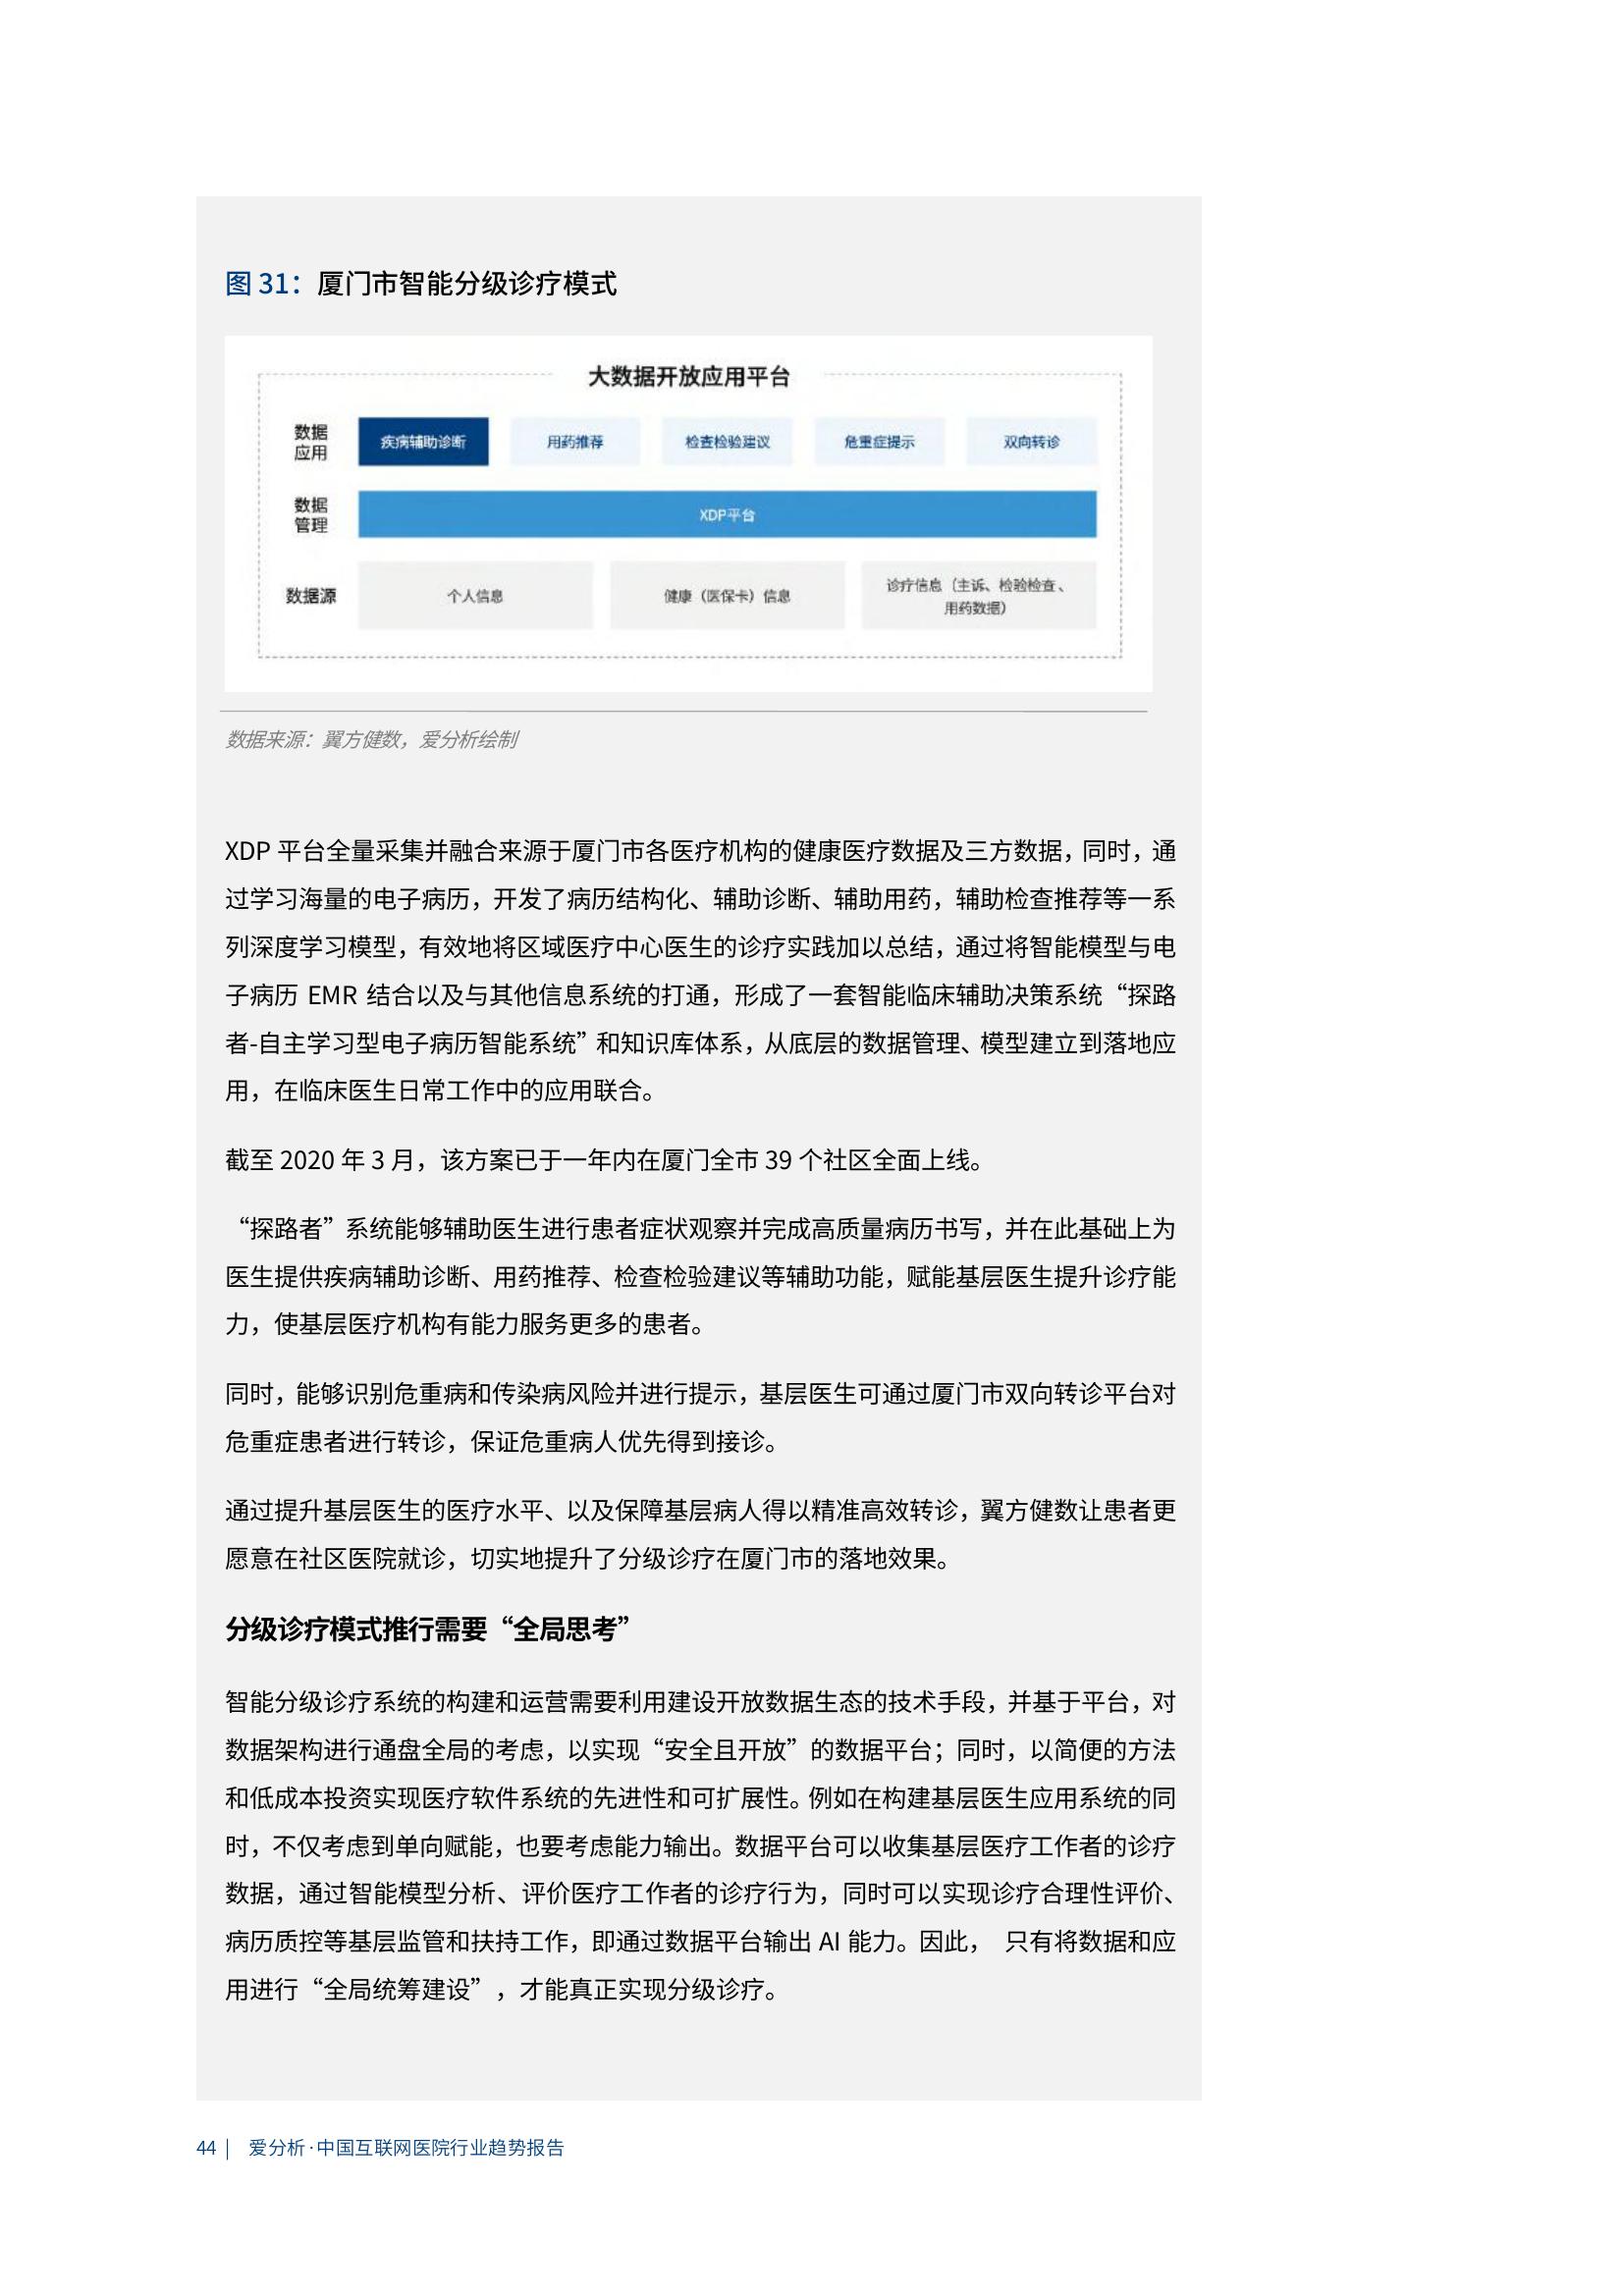 图 31：厦门市智能分级诊疗模式
大数据开放应用平台
数据
应用
疾病辅助诊断
用药推荐
检查检验建议
危重症提示
双向转诊
数据
管理
XDP平台
数据源
个人信息
健康（医保卡）信息
诊疗信息（主诉、检验检查、
用药数据）
数据来源：翼方健数，爱分析绘制
XDP 平台全量采集并融合来源于厦门市各医疗机构的健康医疗数据及三方数据，同时，通
过学习海量的电子病历，开发了病历结构化、辅助诊断、辅助用药，辅助检查推荐等一系
列深度学习模型，有效地将区域医疗中心医生的诊疗实践加以总结，通过将智能模型与电
子病历 EMR 结合以及与其他信息系统的打通，形成了一套智能临床辅助决策系统“探路
者-自主学习型电子病历智能系统”和知识库体系，从底层的数据管理、模型建立到落地应
用，在临床医生日常工作中的应用联合。
截至 2020 年 3 月，该方案已于一年内在厦门全市 39 个社区全面上线。
“探路者”系统能够辅助医生进行患者症状观察并完成高质量病历书写，并在此基础上为
医生提供疾病辅助诊断、用药推荐、检查检验建议等辅助功能，赋能基层医生提升诊疗能
力，使基层医疗机构有能力服务更多的患者。
同时，能够识别危重病和传染病风险并进行提示，基层医生可通过厦门市双向转诊平台对
危重症患者进行转诊，保证危重病人优先得到接诊。
通过提升基层医生的医疗水平、以及保障基层病人得以精准高效转诊，翼方健数让患者更
愿意在社区医院就诊，切实地提升了分级诊疗在厦门市的落地效果。
分级诊疗模式推行需要“全局思考”
智能分级诊疗系统的构建和运营需要利用建设开放数据生态的技术手段，并基于平台，对
数据架构进行通盘全局的考虑，以实现“安全且开放”的数据平台；同时，以简便的方法
和低成本投资实现医疗软件系统的先进性和可扩展性。例如在构建基层医生应用系统的同
时，不仅考虑到单向赋能，也要考虑能力输出。数据平台可以收集基层医疗工作者的诊疗
数据，通过智能模型分析、评价医疗工作者的诊疗行为，同时可以实现诊疗合理性评价、
病历质控等基层监管和扶持工作，即通过数据平台输出 AI 能力。因此， 只有将数据和应
用进行“全局统筹建设”，才能真正实现分级诊疗。
44 | 爱分析·中国互联网医院行业趋势报告